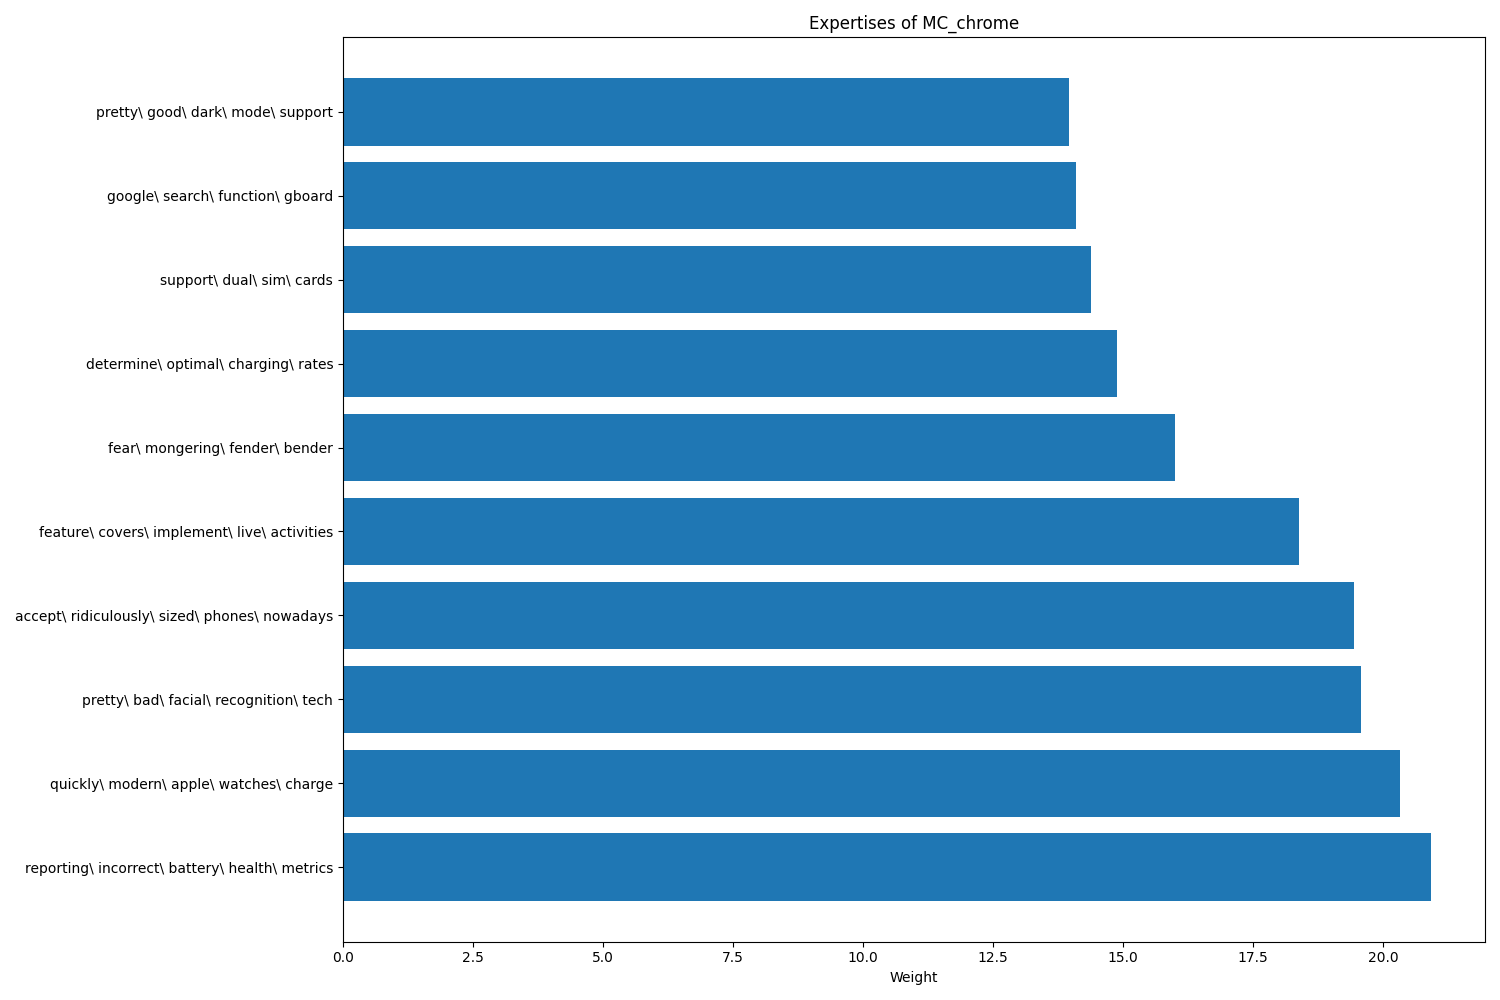 Expertises of MC_chrome
pretty\ good\ dark\ mode\ support
google\ search\ function\ gboard
support\ dual\ sim\ cards
determine\ optimal\ charging\ rates
fear\ mongering\ fender\ bender
feature\ covers\ implement\ live\ activities
accept\ ridiculously\ sized\ phones\ nowadays
pretty\ bad\ facial\ recognition\ tech
quickly\ modern\ apple\ watches\ charge
reporting\ incorrect\ battery\ health\ metrics
0.0 2.5 5.0 7.5 10.0 12.5 15.0 17.5 20.0
Weight